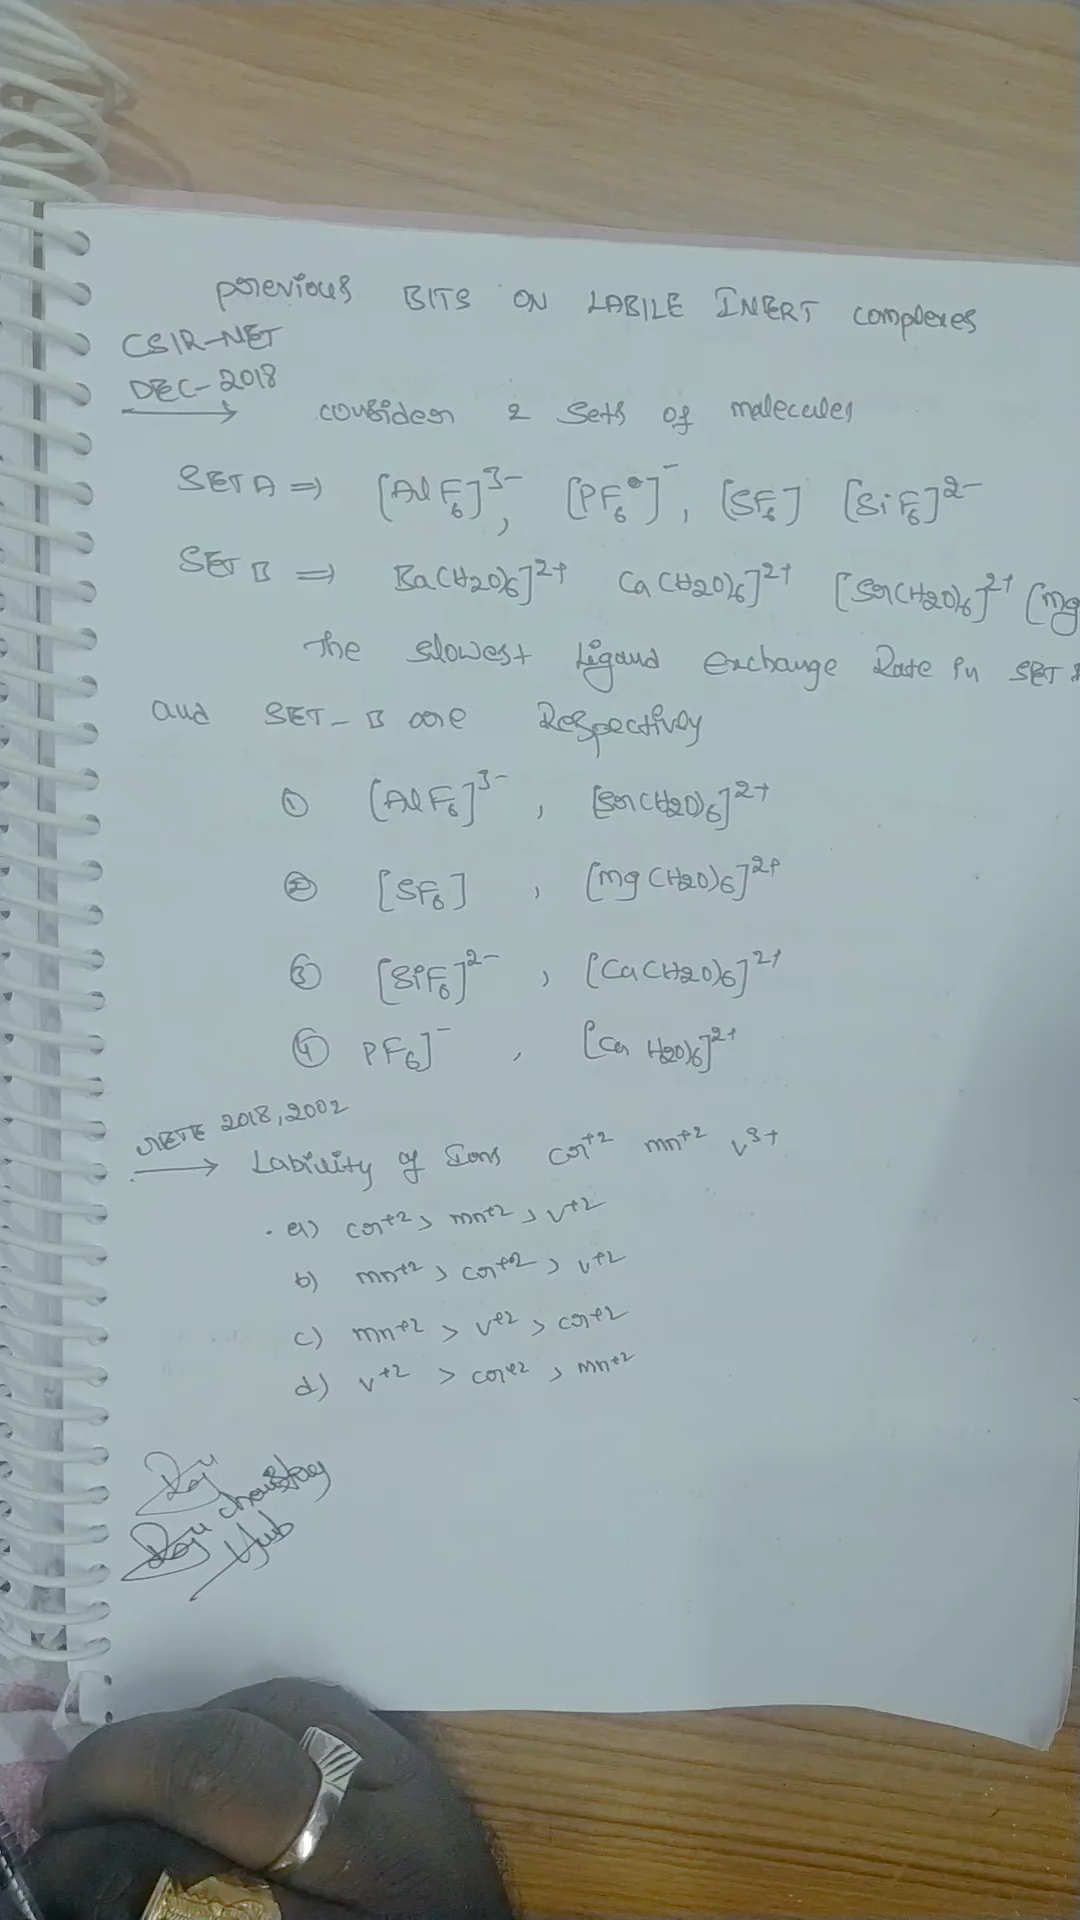 previous BITS ON LABILE INERT complexes
CSIR-NET
DEC-2018
→ consider 2 sets of molecules
SET A ⇒ [AlF6]^3-, [PF6]^-, [SF6] [SiF6]^2-
SET B ⇒ Ba(H2O)6]^2+ Ca(H2O)6]^2+ [Sr(H2O)6]^2+ [Mg
The slowest ligand Exchange Rate in SET A
and SET-B are Respectively
① [AlF6]^3- , [Sr(H2O)6]^2+
② [SF6] , [Mg(H2O)6]^2+
③ [SiF6]^2- , [Ca(H2O)6]^2+
④ PF6]^- , [Ca H2O)6]^2+
2018, 2002
→ Lability of Ions Cr^+2 Mn^+2 V^3+
a) Cr^+2 > Mn^+2 > V^+2
b) Mn^+2 > Cr^+2 > V^+2
c) Mn^+2 > V^+2 > Cr^+2
d) V^+2 > Cr^+2 > Mn^+2
Raju
Raju